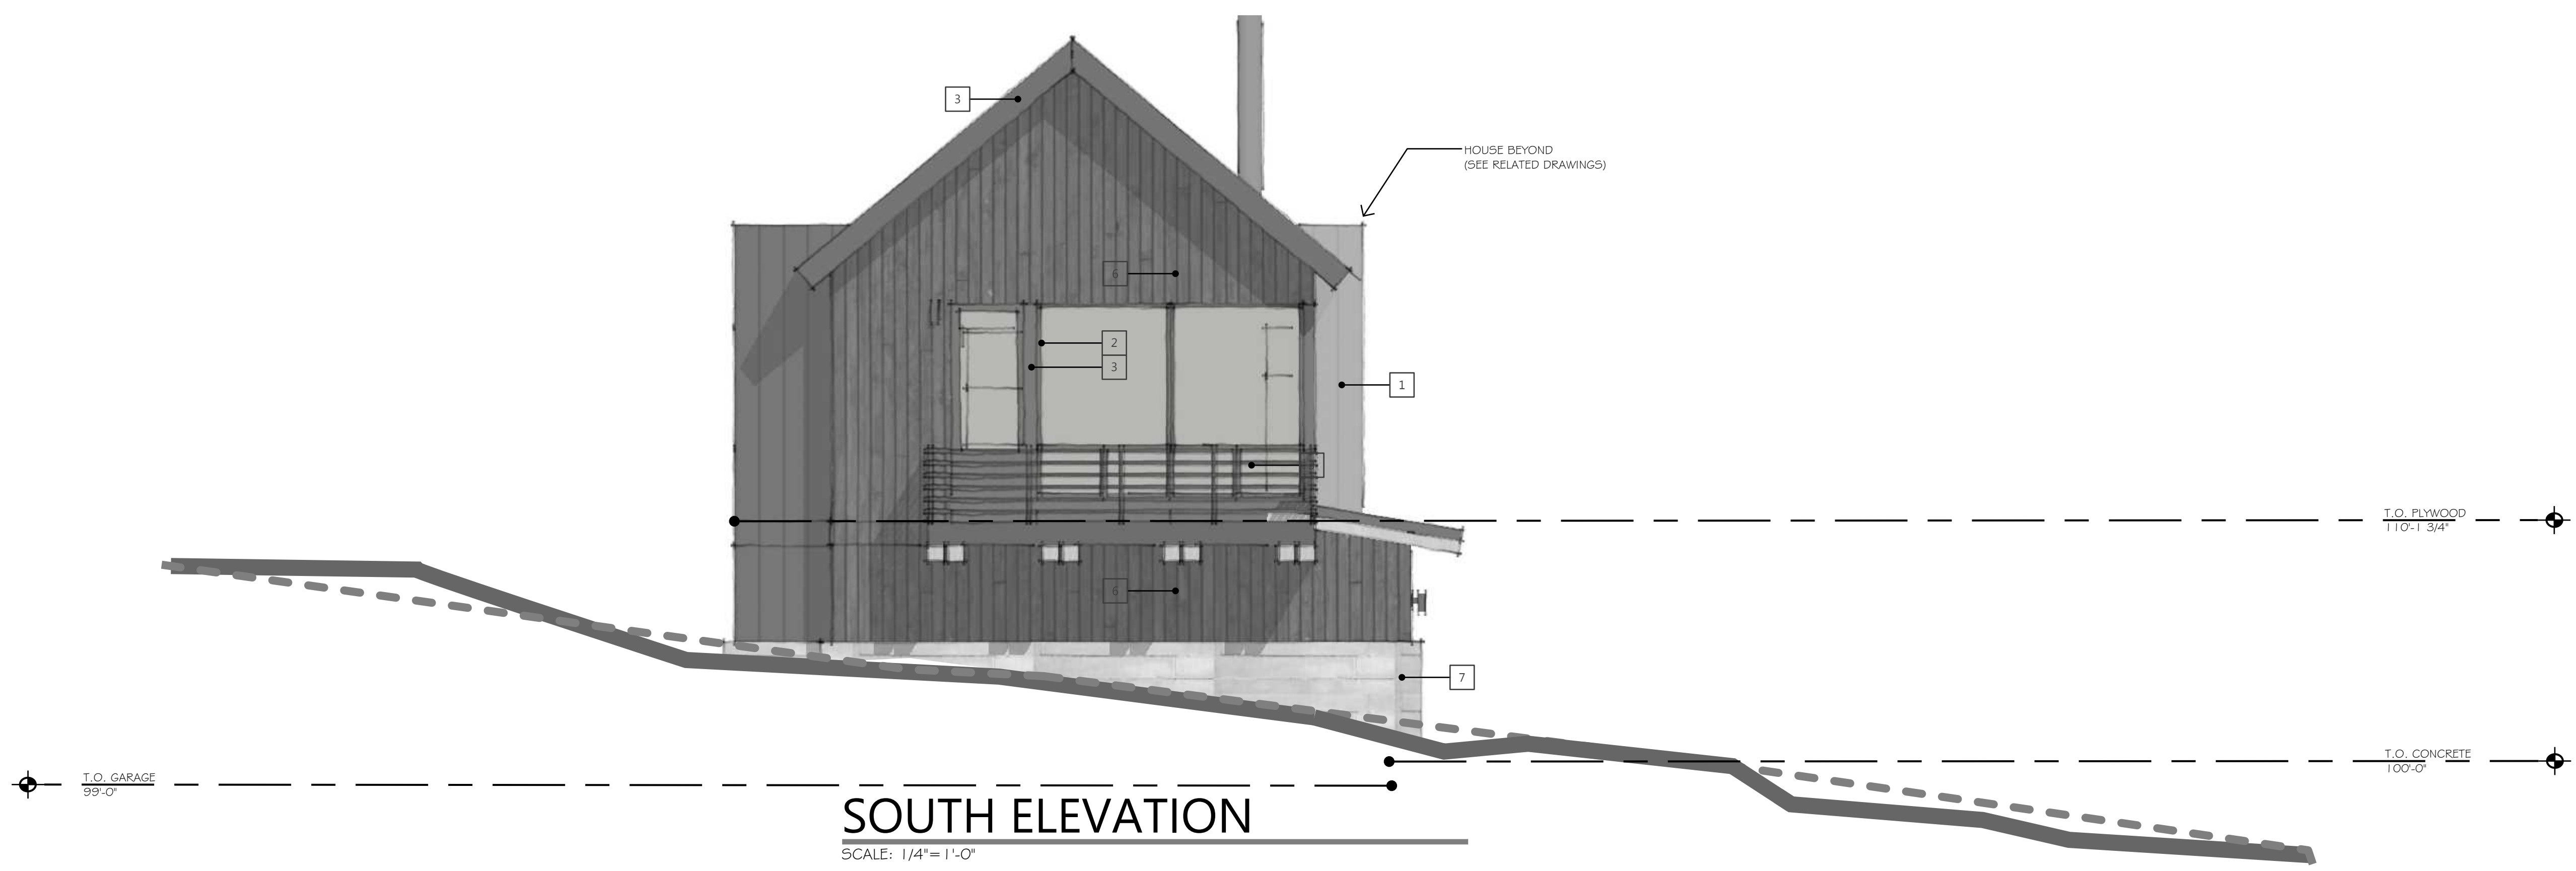 3
HOUSE BEYOND
(SEE RELATED DRAWINGS)
6
2
3
1
T.O. PLYWOOD
110'-1 3/4"
6
7
T.O. CONCRETE
100'-0"
T.O. GARAGE
99'-0"
SOUTH ELEVATION
SCALE: 1/4"=1'-0"